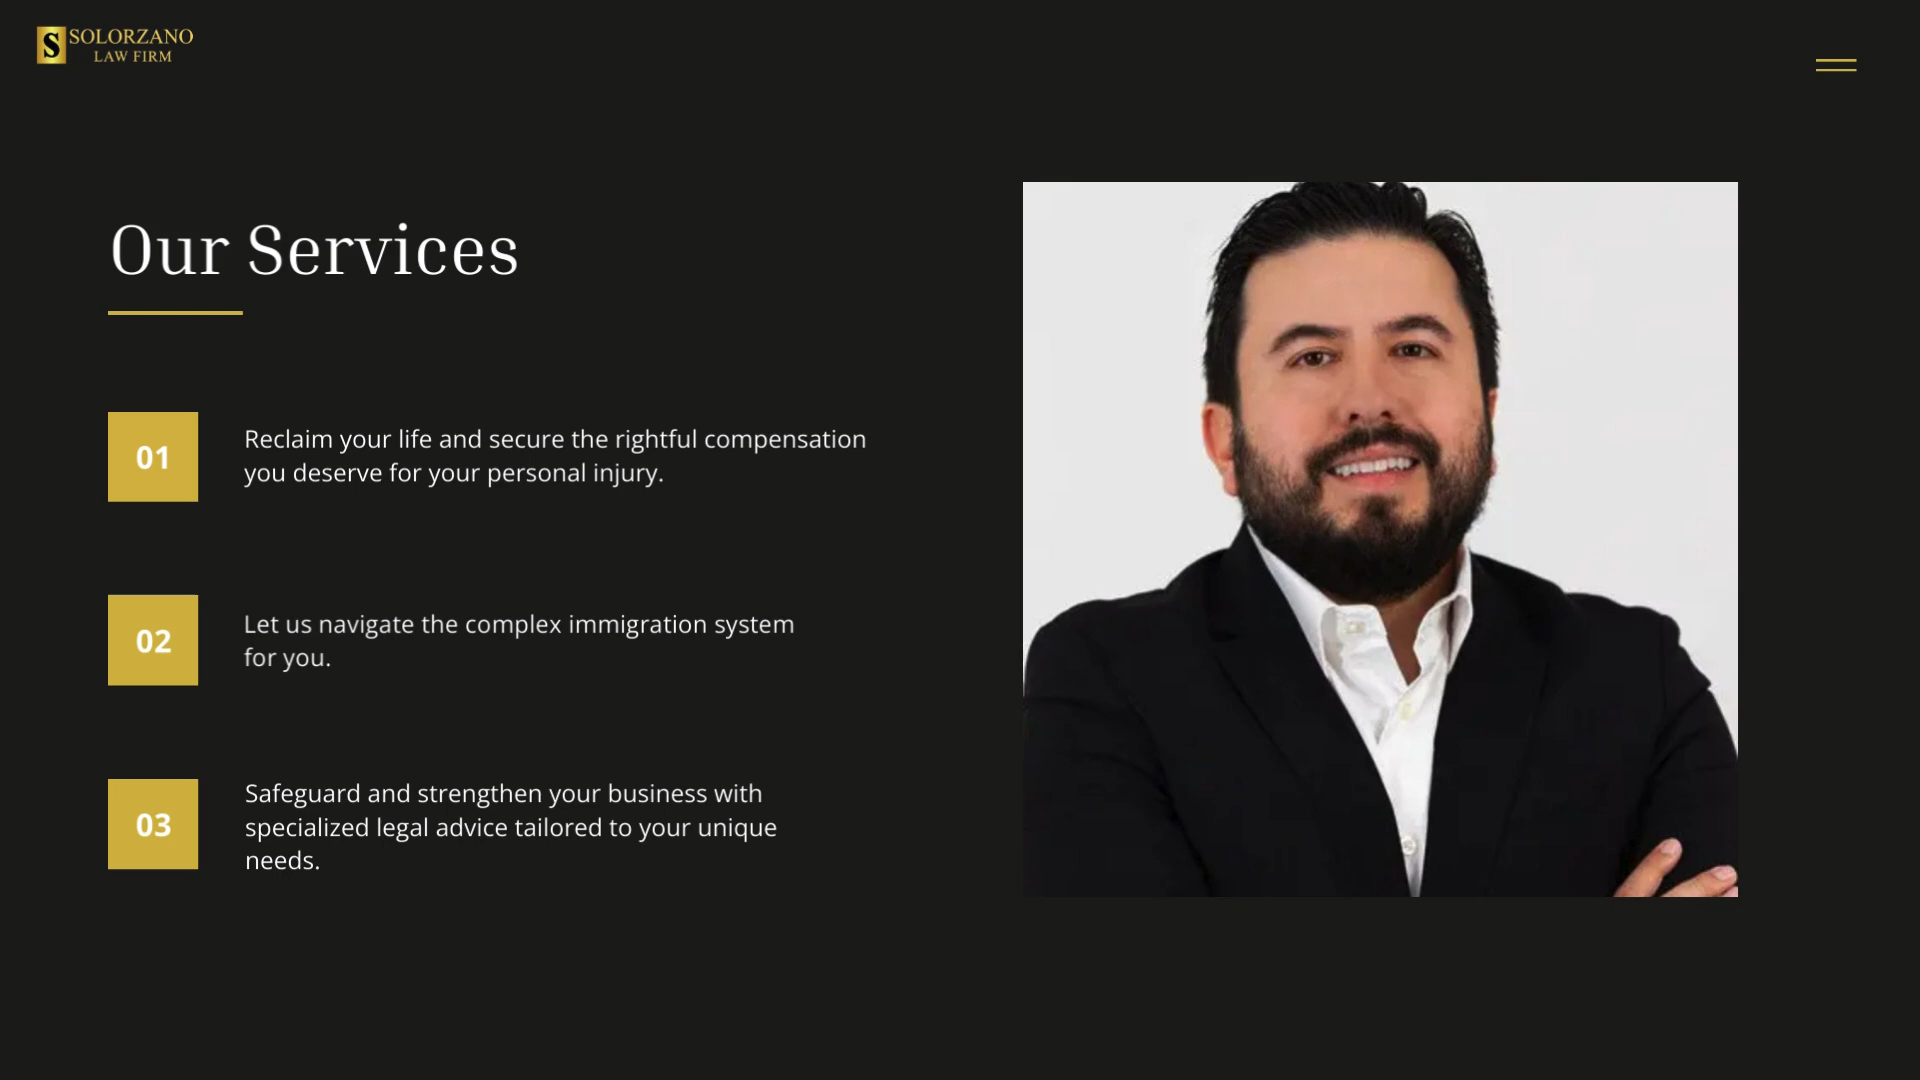 S
SOLORZANO
LAW FIRM
Our Services
01
Reclaim your life and secure the rightful compensation
you deserve for your personal injury.
02
Let us navigate the complex immigration system
for you.
03
Safeguard and strengthen your business with
specialized legal advice tailored to your unique
needs.